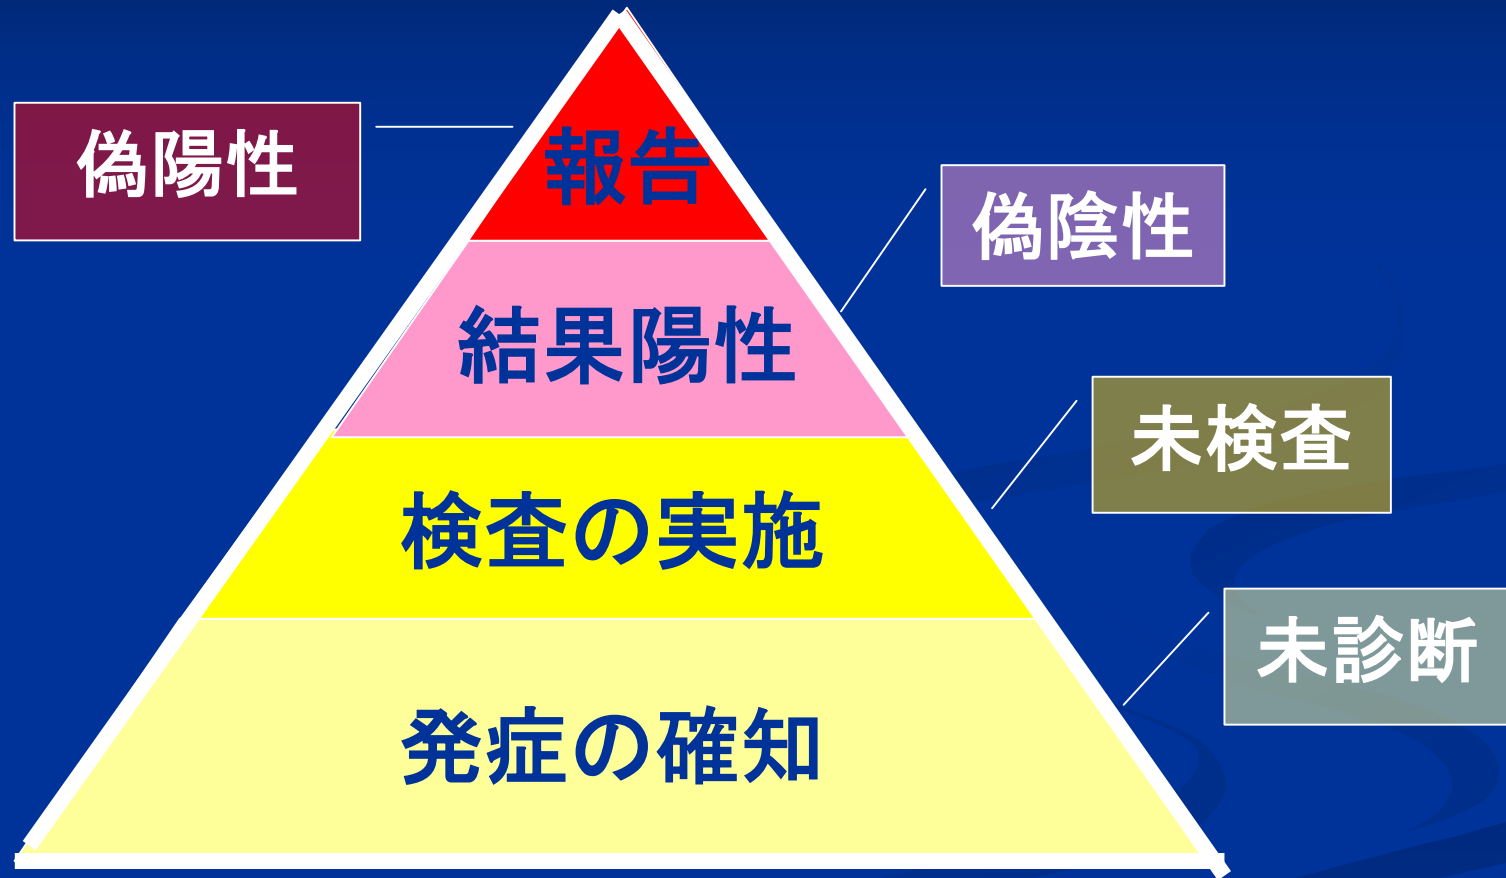 偽陽性
報告
偽陰性
結果陽性
未検査
検査の実施
未診断
発症の確知